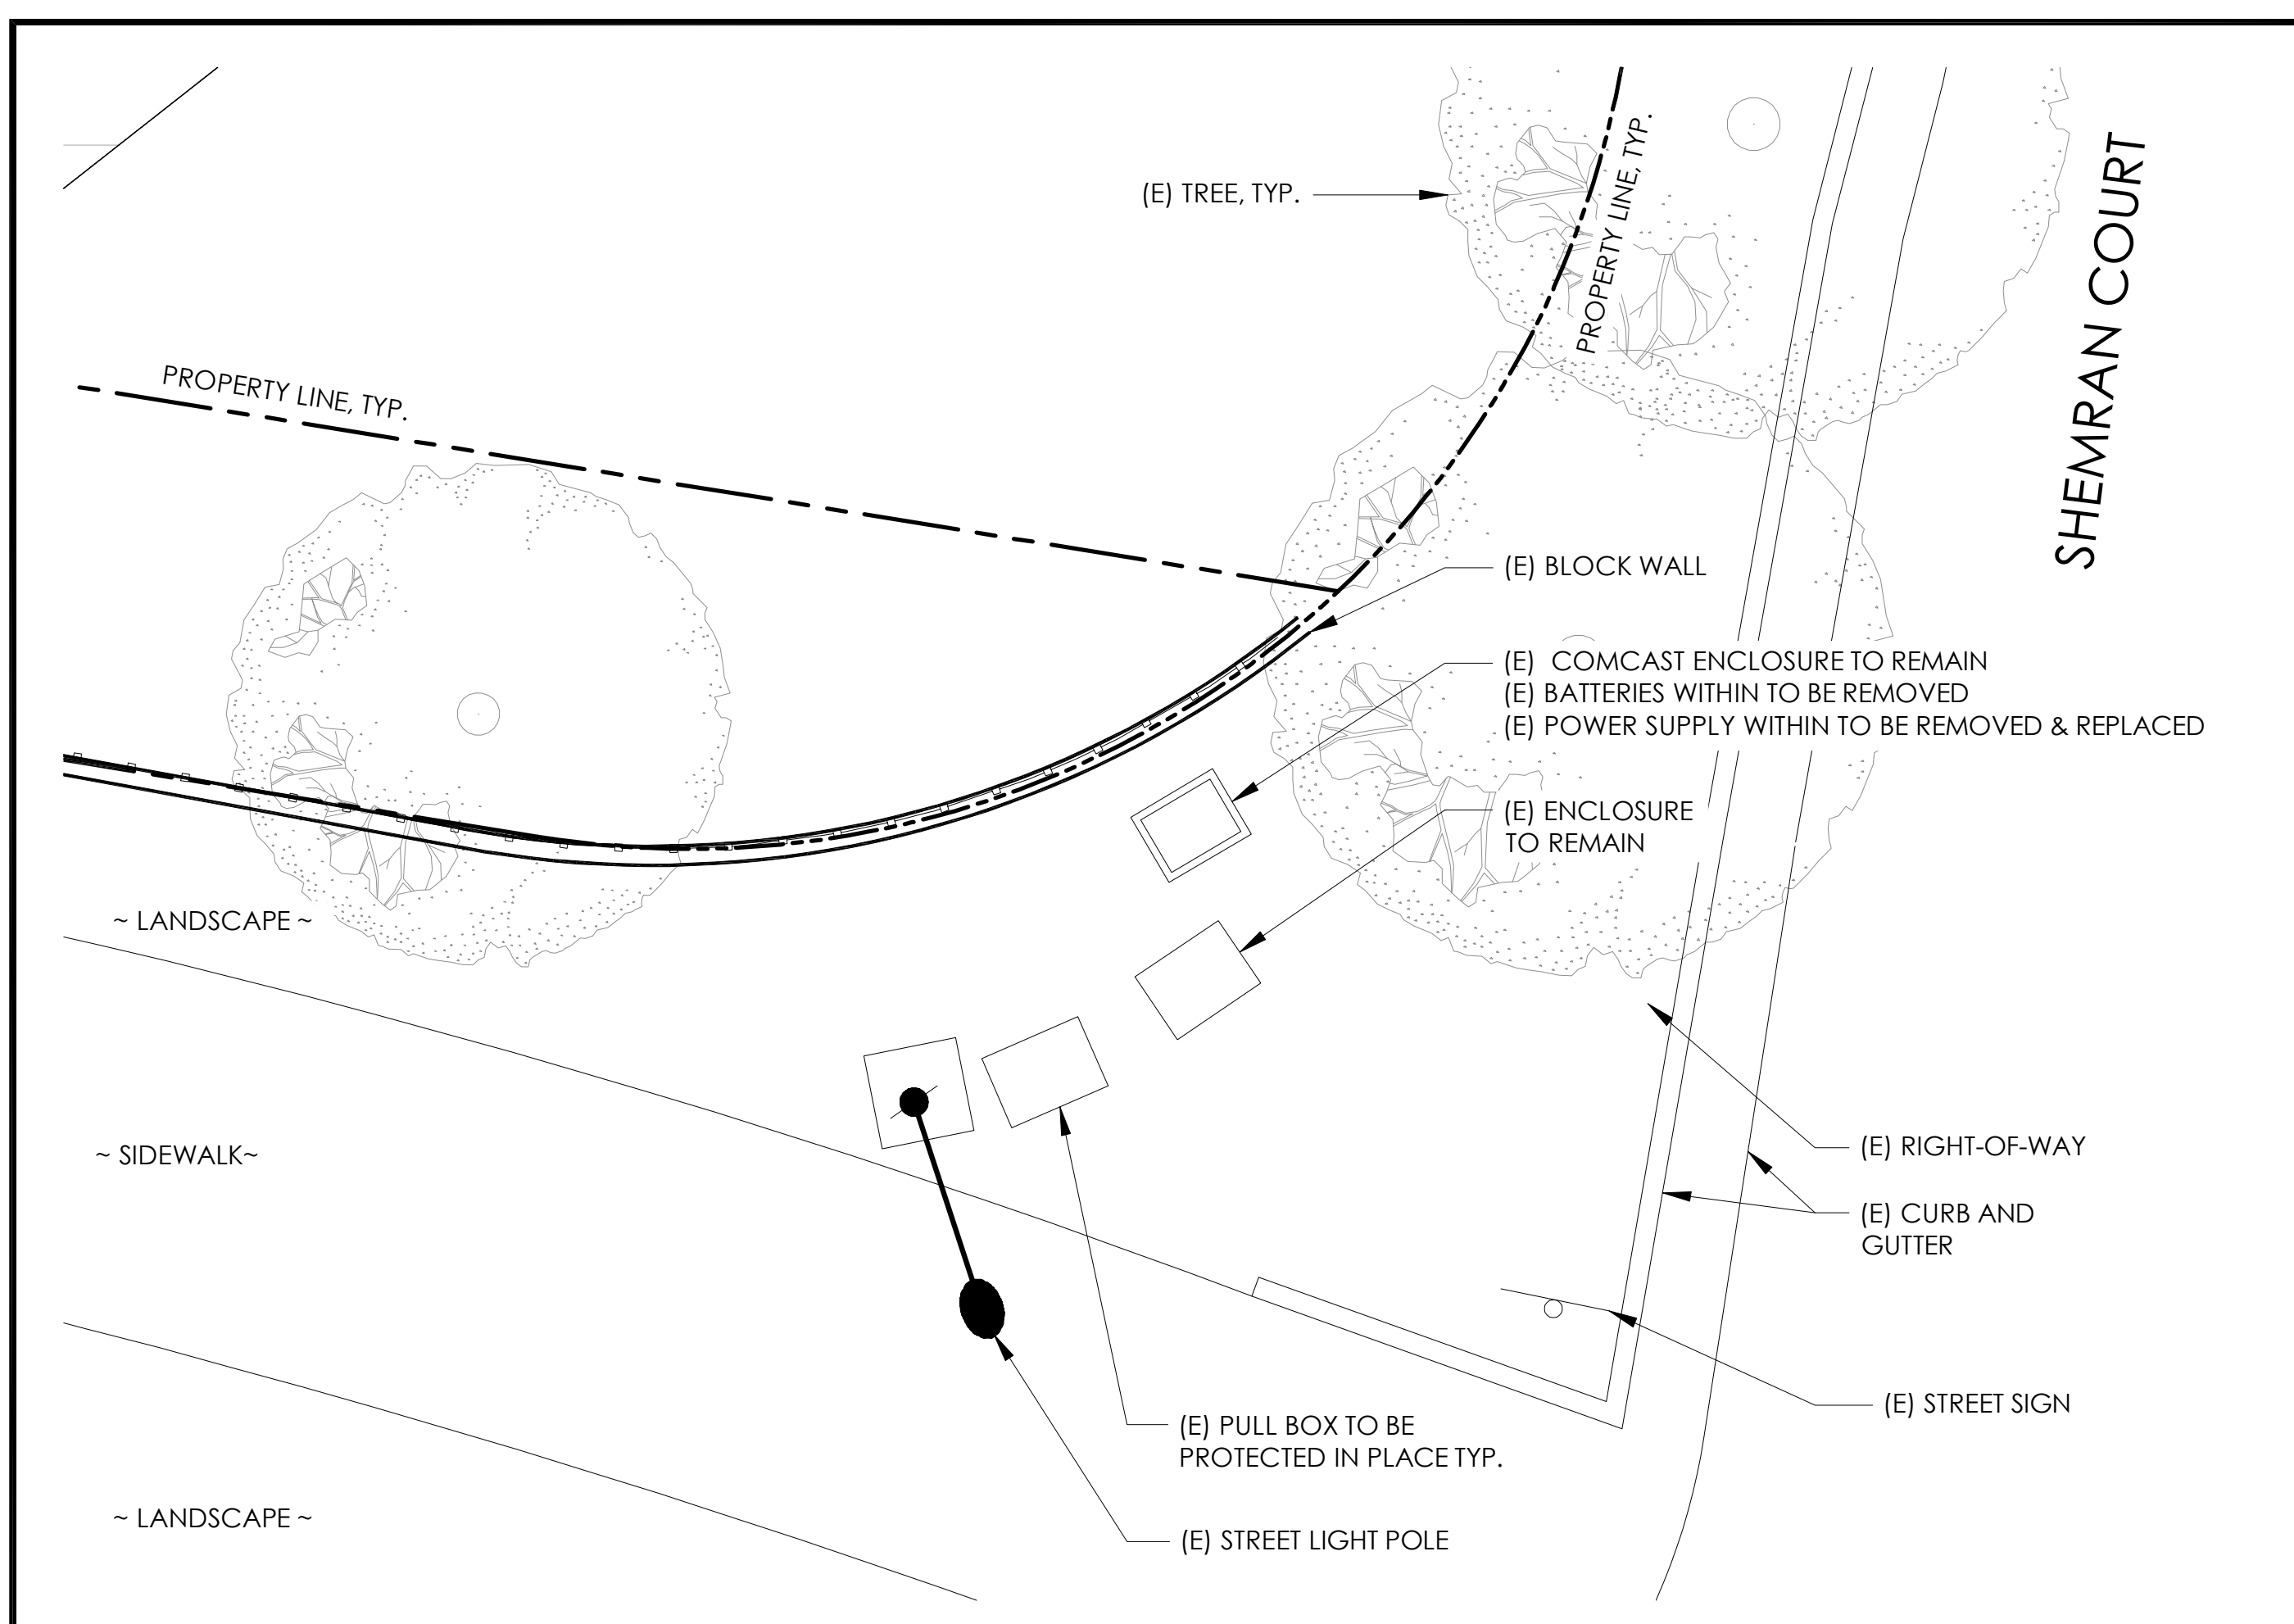 (E) TREE, TYP.
PROPERTY LINE, TYP.
SHEMRAN COURT
PROPERTY LINE, TYP.
(E) BLOCK WALL
(E) COMCAST ENCLOSURE TO REMAIN
(E) BATTERIES WITHIN TO BE REMOVED
(E) POWER SUPPLY WITHIN TO BE REMOVED & REPLACED
(E) ENCLOSURE
TO REMAIN
~ LANDSCAPE ~
~ SIDEWALK~
(E) RIGHT-OF-WAY
(E) CURB AND
GUTTER
(E) STREET SIGN
(E) PULL BOX TO BE
PROTECTED IN PLACE TYP.
~ LANDSCAPE ~
(E) STREET LIGHT POLE